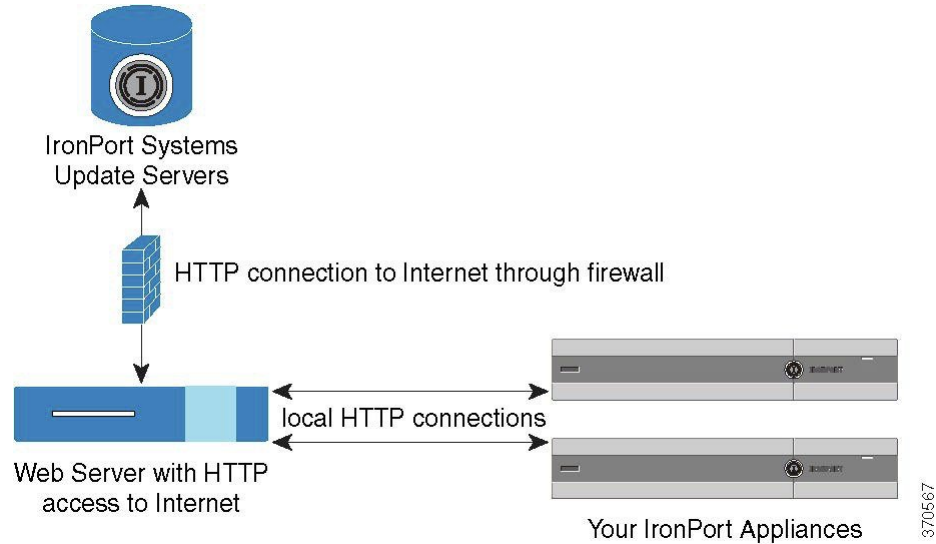 IronPort Systems
Update Servers
HTTP connection to Internet through firewall
local HTTP connections
Web Server with HTTP
access to Internet
Your IronPort Appliances
370567